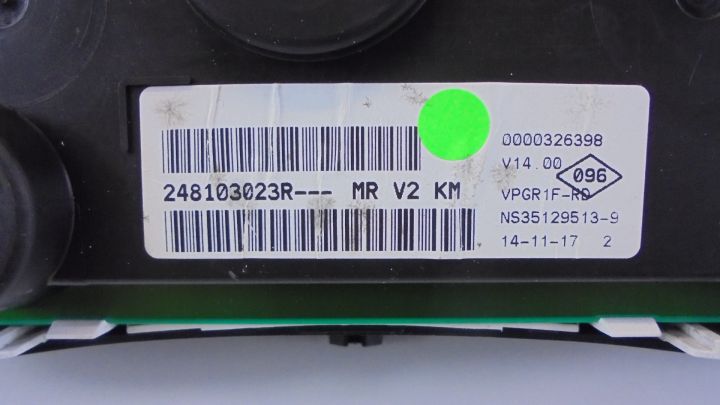 0000326398
V14.00
096
248103023R--- MR V2 KM
VPGR1F-RD
NS35129513-9
14-11-17 2